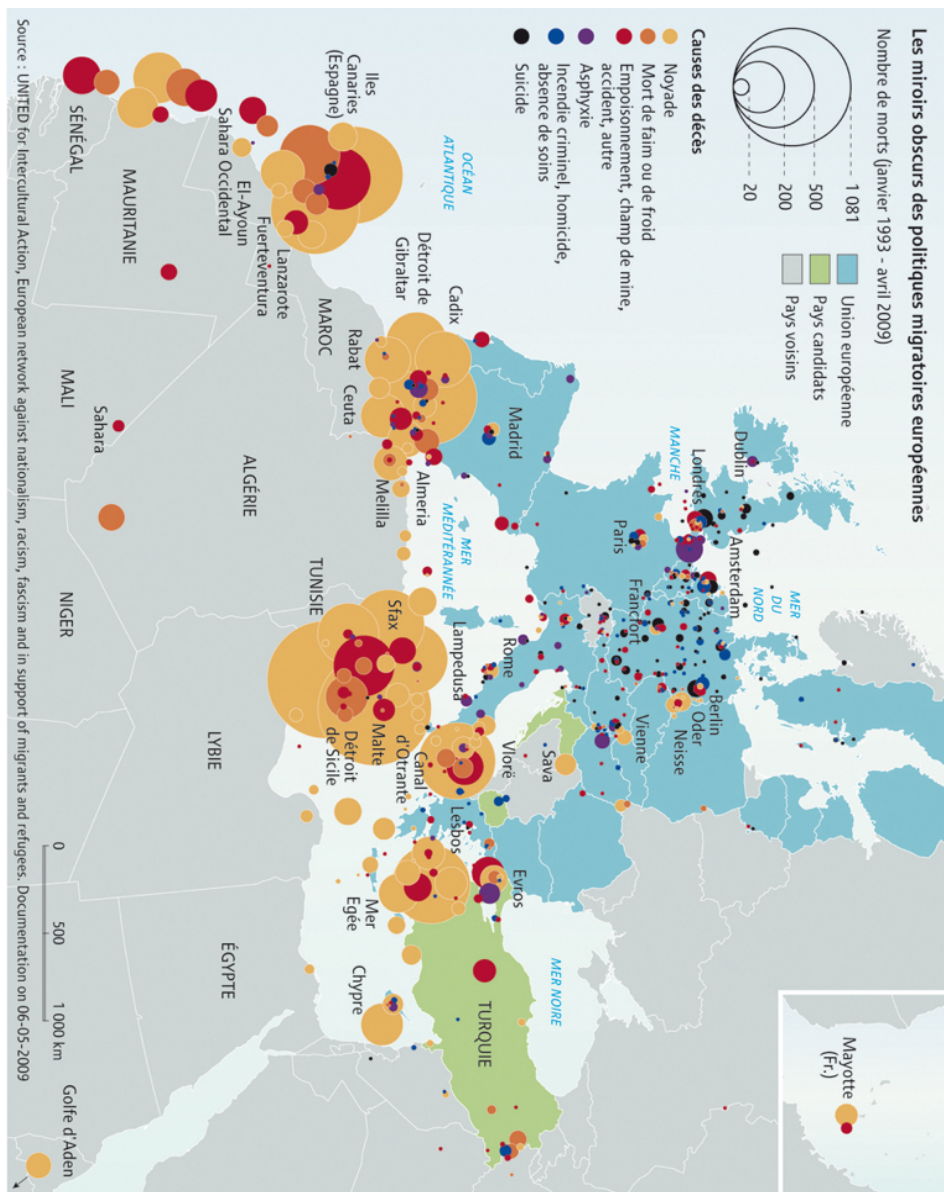 Les miroirs obscurs des politiques migratoires européennes
Nombre de morts (janvier 1993 - avril 2009)
1 081
500
200
20
Union européenne
Pays candidats
Pays voisins
Causes des décès
Noyade
Mort de faim ou de froid
Empoisonnement, champ de mine,
accident, autre
Asphyxie
Incendie criminel, homicide,
absence de soins
Suicide
Mayotte
(Fr.)
MER
DU
NORD
Dublin
Londres
Amsterdam
Berlin
Oder
Neisse
MANCHE
Paris
Francfort
Vienne
Sava
Madrid
Rome
Vlorë
Evros
MER NOIRE
OCÉAN
ATLANTIQUE
Cadix
Détroit de
Gibraltar
Almeria
MER
MÉDITÉRANNÉE
Lampedusa
Canal
d'Otrante
Lesbos
TURQUIE
Iles
Canaries
(Espagne)
Lanzarote
Fuerteventura
El-Ayoun
Sahara Occidental
MAROC
Rabat
Ceuta
Melilla
Sfax
TUNISIE
Malte
Détroit
de Sicile
Mer
Egée
Chypre
SÉNÉGAL
MAURITANIE
MALI
Sahara
ALGÉRIE
NIGER
LYBIE
ÉGYPTE
0
500
1 000 km
Golfe d'Aden
Source : UNITED for Intercultural Action, European network against nationalism, racism, fascism and in support of migrants and refugees. Documentation on 06-05-2009